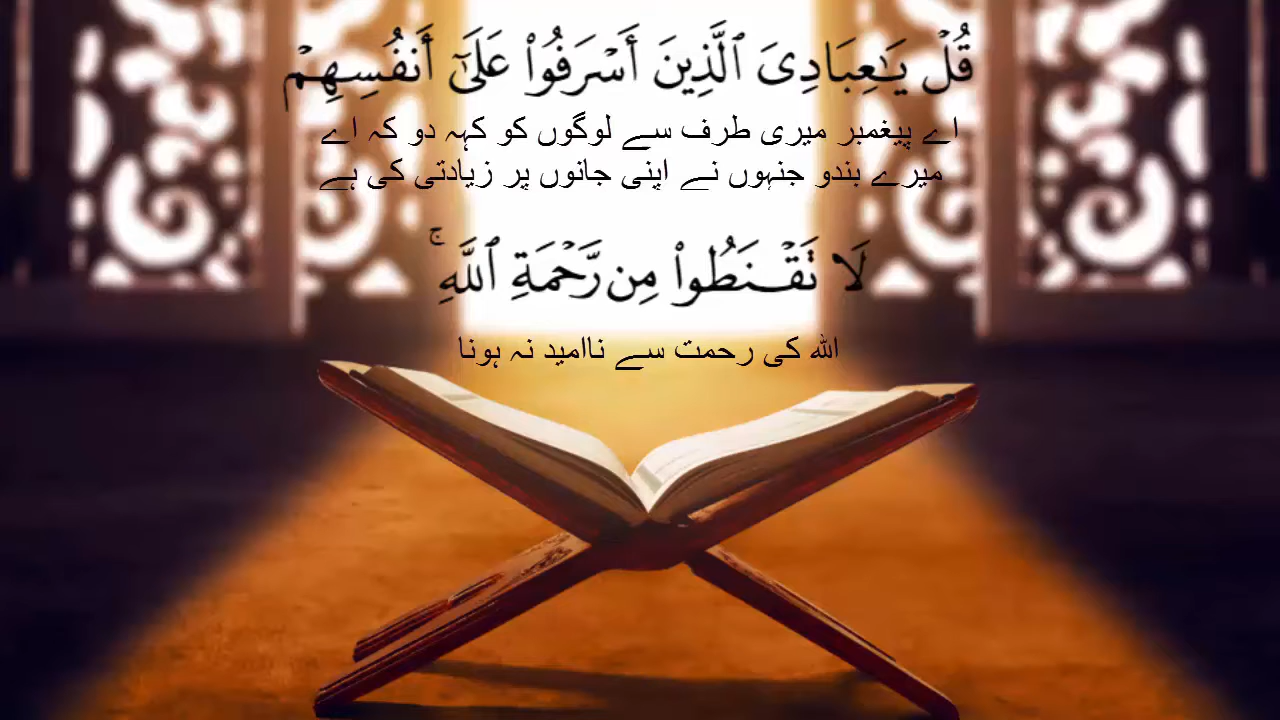 قُلْ يَـٰعِبَادِىَ ٱلَّذِينَ أَسْرَفُوا۟ عَلَىٰٓ أَنفُسِهِمْ
اے پیغمبر میری طرف سے لوگوں کو کہہ دو کہ اے
میرے بندو جنہوں نے اپنی جانوں پر زیادتی کی ہے
لَا تَقْنَطُوا۟ مِن رَّحْمَةِ ٱللَّهِ ۚ
الله کی رحمت سے ناامید نہ ہونا